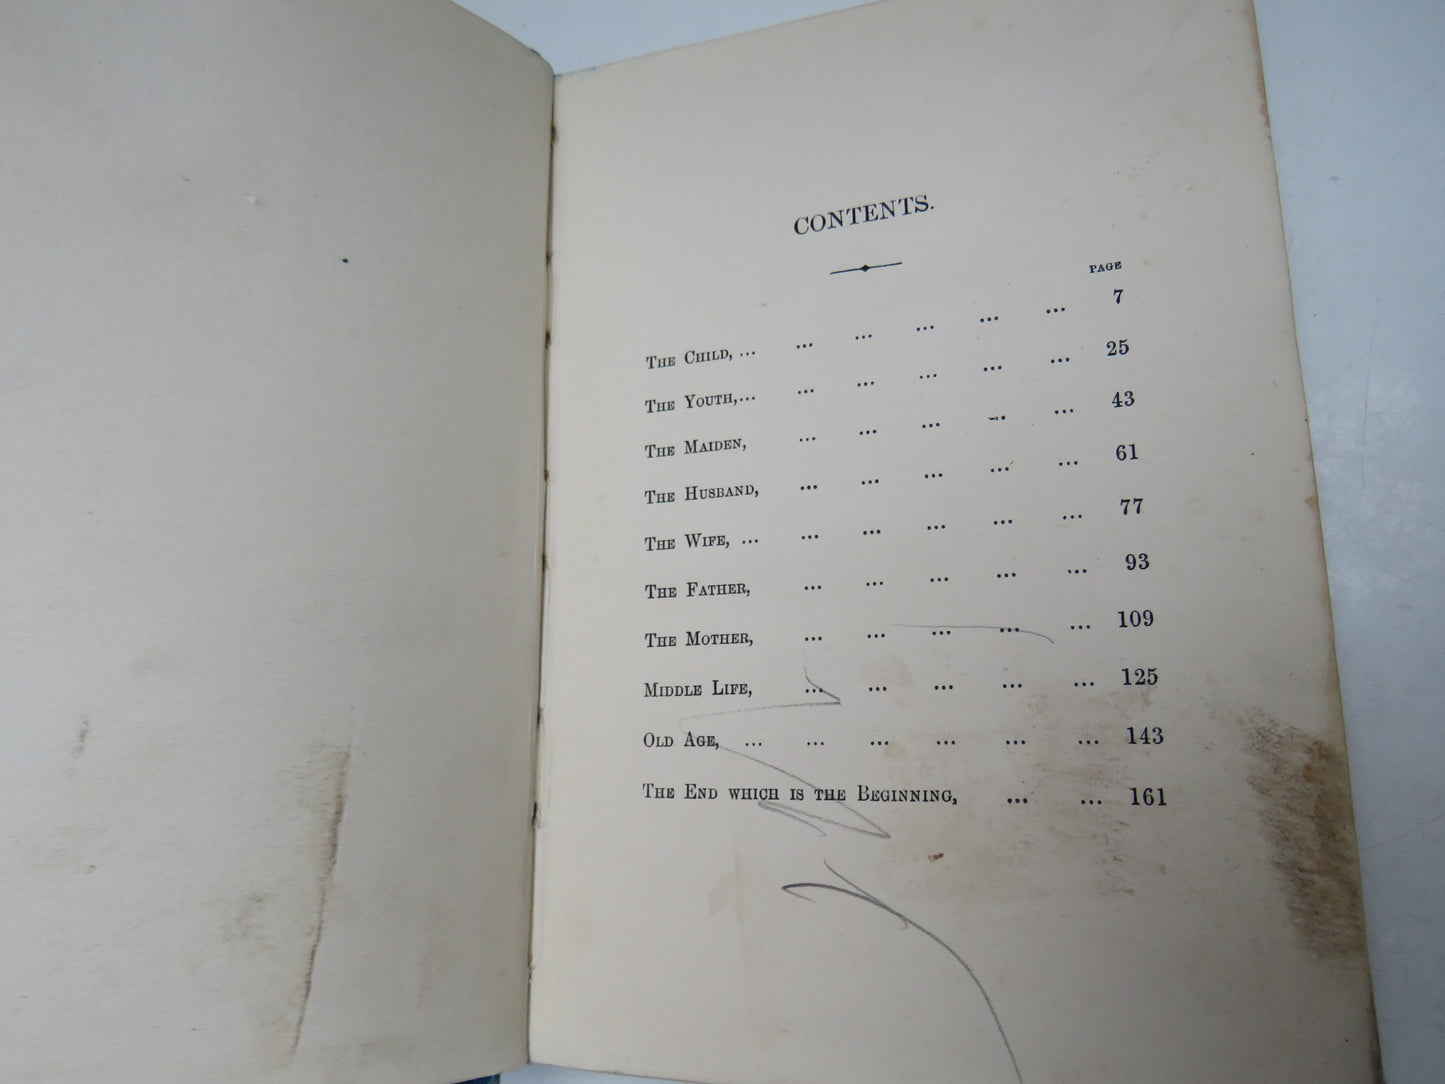 CONTENTS.
PAGE
THE CHILD, ... ... ... ... ... ... 7
THE YOUTH, ... ... ... ... ... ... 25
THE MAIDEN, ... ... ... ... ... 43
THE HUSBAND, ... ... ... ... ... 61
THE WIFE, ... ... ... ... ... ... 77
THE FATHER, ... ... ... ... ... 93
THE MOTHER, ... ... ... ... ... 109
MIDDLE LIFE, ... ... ... ... ... 125
OLD AGE, ... ... ... ... ... ... 143
THE END WHICH IS THE BEGINNING, ... ... 161